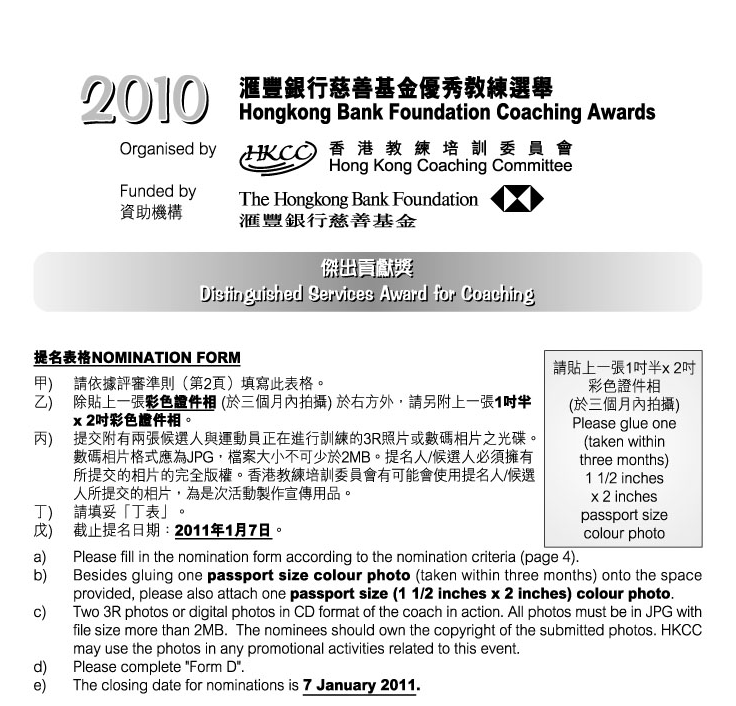 2010
滙豐銀行慈善基金優秀教練選舉
Hongkong Bank Foundation Coaching Awards
Organised by
HKCC
香港教練培訓委員會
Hong Kong Coaching Committee
Funded by
資助機構
The Hongkong Bank Foundation
滙豐銀行慈善基金
傑出貢獻獎
Distinguished Services Award for Coaching
提名表格NOMINATION FORM
甲) 請依據評審準則（第2頁）填寫此表格。
乙) 除貼上一張彩色證件相 (於三個月內拍攝) 於右方外，請另附上一張1吋半
x 2吋彩色證件相。
丙) 提交附有兩張候選人與運動員正在進行訓練的3R照片或數碼相片之光碟。
數碼相片格式應為JPG，檔案大小不可少於2MB。提名人/候選人必須擁有
所提交的相片的完全版權。香港教練培訓委員會有可能會使用提名人/候選
人所提交的相片，為是次活動製作宣傳用品。
丁) 請填妥「丁表」。
戊) 截止提名日期：2011年1月7日。
請貼上一張1吋半x 2吋
彩色證件相
(於三個月內拍攝)
Please glue one
(taken within
three months)
1 1/2 inches
x 2 inches
passport size
colour photo
a) Please fill in the nomination form according to the nomination criteria (page 4).
b) Besides gluing one passport size colour photo (taken within three months) onto the space
provided, please also attach one passport size (1 1/2 inches x 2 inches) colour photo.
c) Two 3R photos or digital photos in CD format of the coach in action. All photos must be in JPG with
file size more than 2MB. The nominees should own the copyright of the submitted photos. HKCC
may use the photos in any promotional activities related to this event.
d) Please complete "Form D".
e) The closing date for nominations is 7 January 2011.